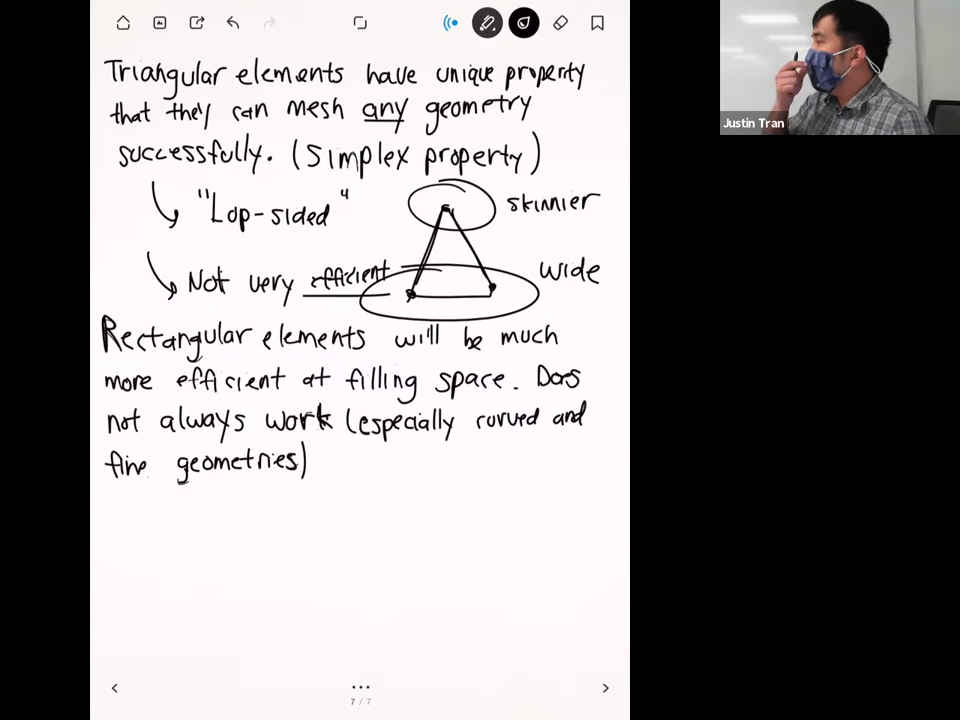 Triangular elements have unique property
that they can mesh any geometry
successfully. (Simplex property)
"Lop-sided"
skinnier
Not very efficient
wide
Rectangular elements will be much
more efficient at filling space. Does
not always work (especially curved and
fine geometries)
7 / 7
Justin Tran